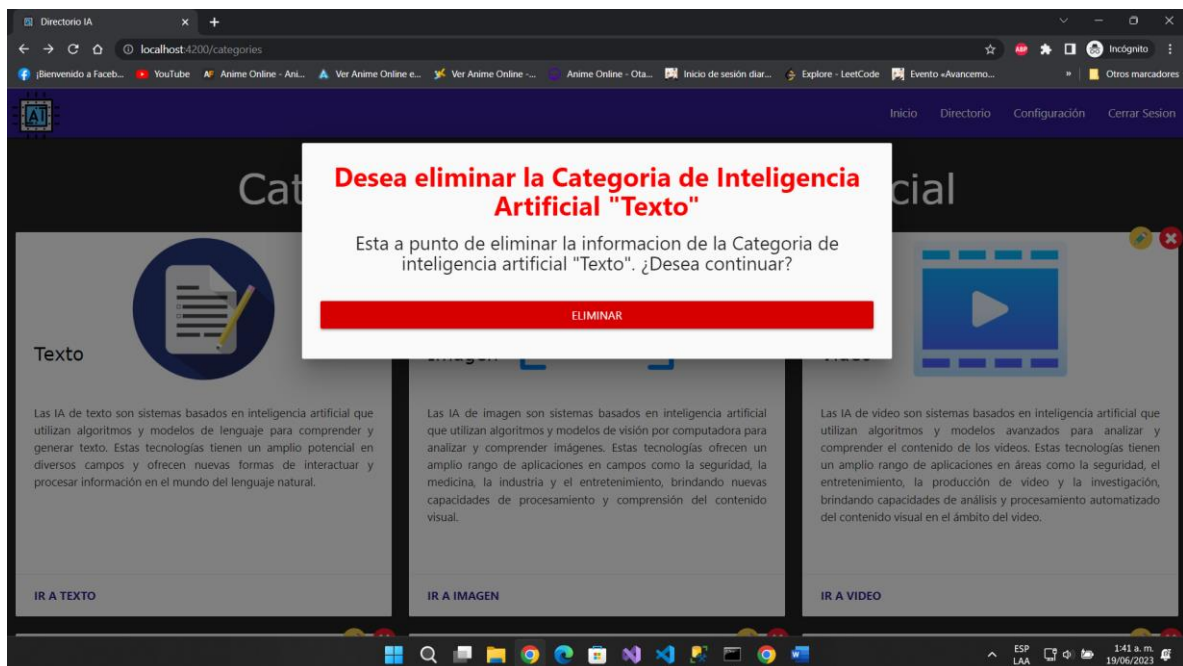 Directorio IA
localhost:4200/categories
Incógnito
¡Bienvenido a Faceb...
YouTube
Anime Online - Ani...
Ver Anime Online e...
Ver Anime Online -...
Anime Online - Ota...
Inicio de sesión diar...
Explore - LeetCode
Evento «Avancemo...
»
Otros marcadores
AI
Inicio
Directorio
Configuración
Cerrar Sesion
Cat
cial
Desea eliminar la Categoria de Inteligencia
Artificial "Texto"
Esta a punto de eliminar la informacion de la Categoria de
inteligencia artificial "Texto". ¿Desea continuar?
ELIMINAR
Texto
Las IA de texto son sistemas basados en inteligencia artificial que
utilizan algoritmos y modelos de lenguaje para comprender y
generar texto. Estas tecnologías tienen un amplio potencial en
diversos campos y ofrecen nuevas formas de interactuar y
procesar información en el mundo del lenguaje natural.
IR A TEXTO
Imagen
Las IA de imagen son sistemas basados en inteligencia artificial
que utilizan algoritmos y modelos de visión por computadora para
analizar y comprender imágenes. Estas tecnologías ofrecen un
amplio rango de aplicaciones en campos como la seguridad, la
medicina, la industria y el entretenimiento, brindando nuevas
capacidades de procesamiento y comprensión del contenido
visual.
IR A IMAGEN
Las IA de video son sistemas basados en inteligencia artificial que
utilizan algoritmos y modelos avanzados para analizar y
comprender el contenido de los videos. Estas tecnologías tienen
un amplio rango de aplicaciones en áreas como la seguridad, el
entretenimiento, la producción de video y la investigación,
brindando capacidades de análisis y procesamiento automatizado
del contenido visual en el ámbito del video.
IR A VIDEO
ESP
LAA
1:41 a. m.
19/06/2023